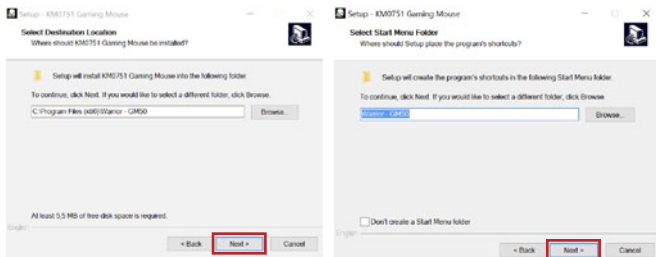 Setup - KM0751 Gaming Mouse
Select Destination Location
Where should KM0751 Gaming Mouse be installed?
Setup will install KM0751 Gaming Mouse into the following folder.
To continue, click Next. If you would like to select a different folder, click Browse.
C:\Program Files (x86)\Warrior - GM50
Browse...
At least 5,5 MB of free disk space is required.
English
< Back
Next >
Cancel
Setup - KM0751 Gaming Mouse
Select Start Menu Folder
Where should Setup place the program's shortcuts?
Setup will create the program's shortcuts in the following Start Menu folder.
To continue, click Next. If you would like to select a different folder, click Browse.
Warrior - GM50
Browse...
Don't create a Start Menu folder
English
< Back
Next >
Cancel